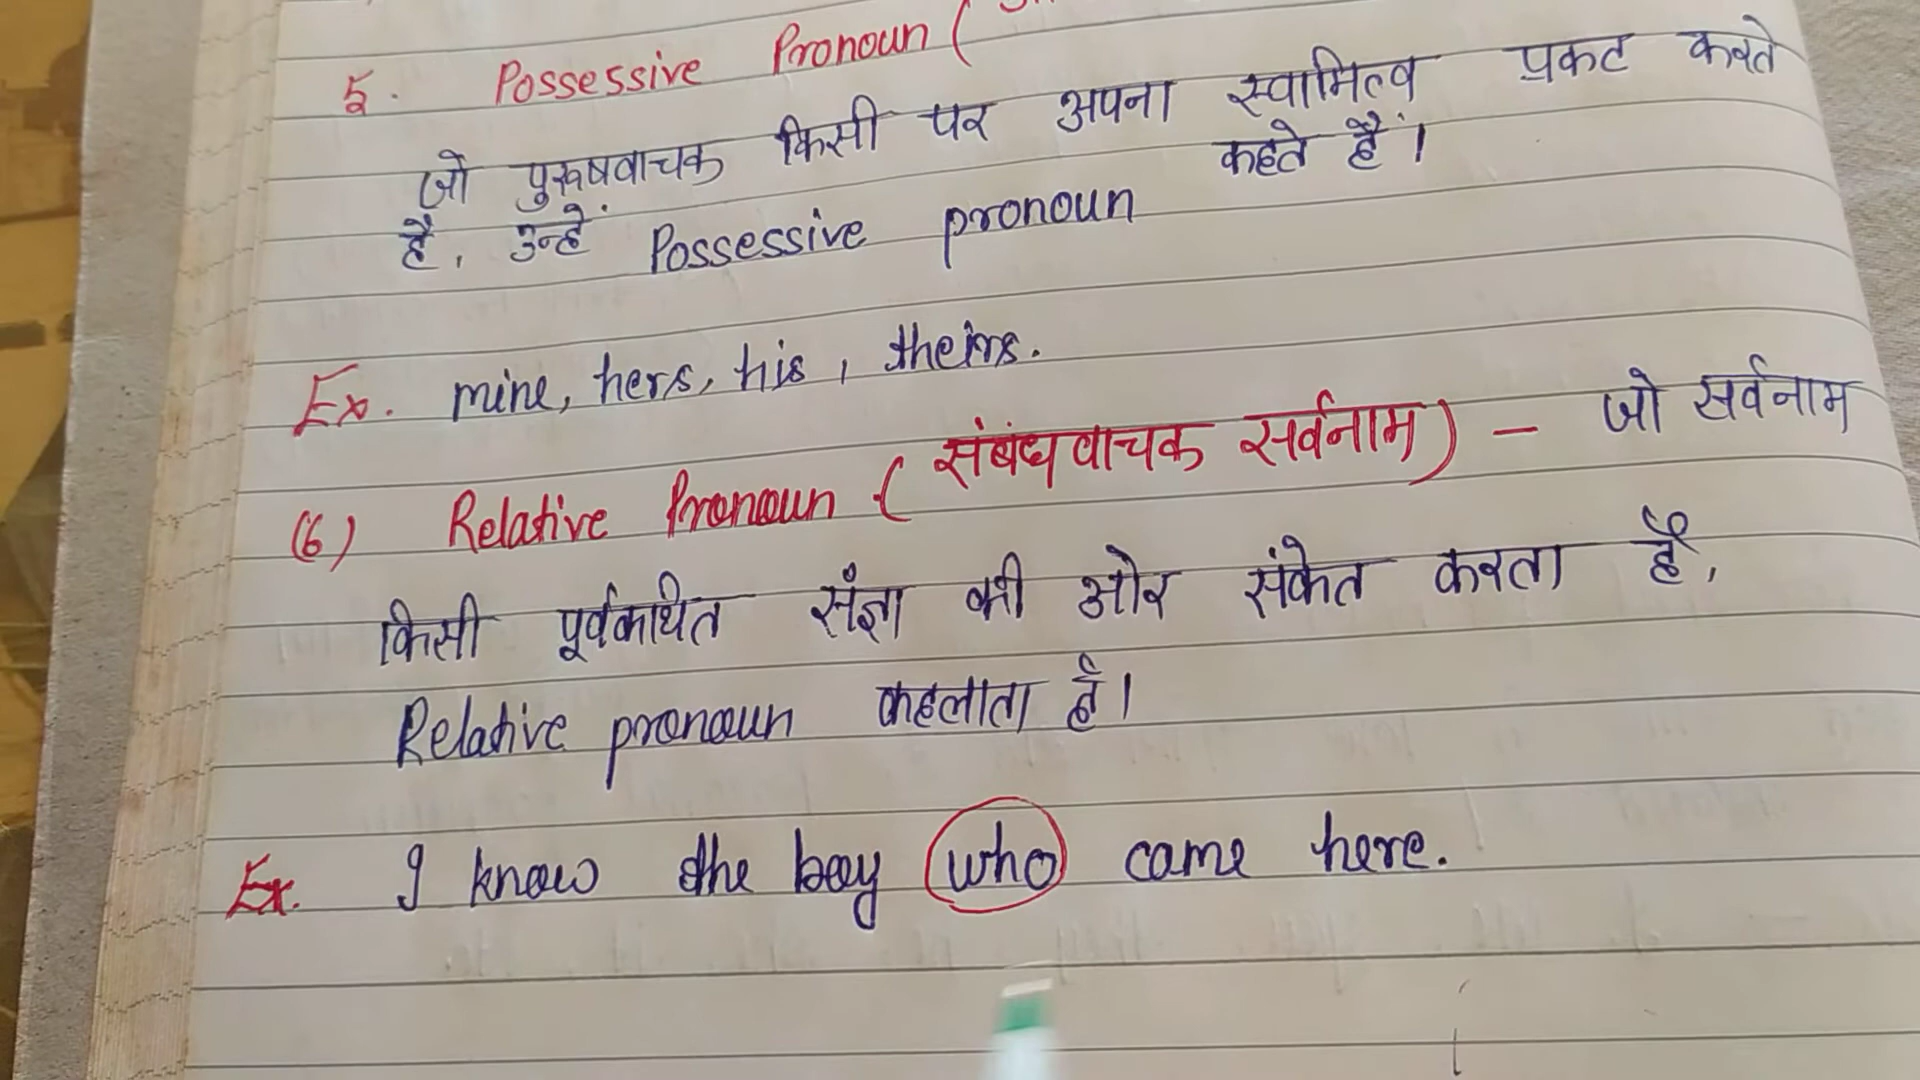 5. Possessive Pronoun (
जो पुरूषवाचक किसी पर अपना स्वामित्व प्रकट करते
है, उन्हें Possessive pronoun कहते हैं।
Ex. mine, hers, his, theirs.
(6) Relative Pronoun (संबंधवाचक सर्वनाम) – जो सर्वनाम
किसी पूर्वकथित संज्ञा की ओर संकेत करता है,
Relative pronoun कहलाता है।
Ex. I know the boy who came here.